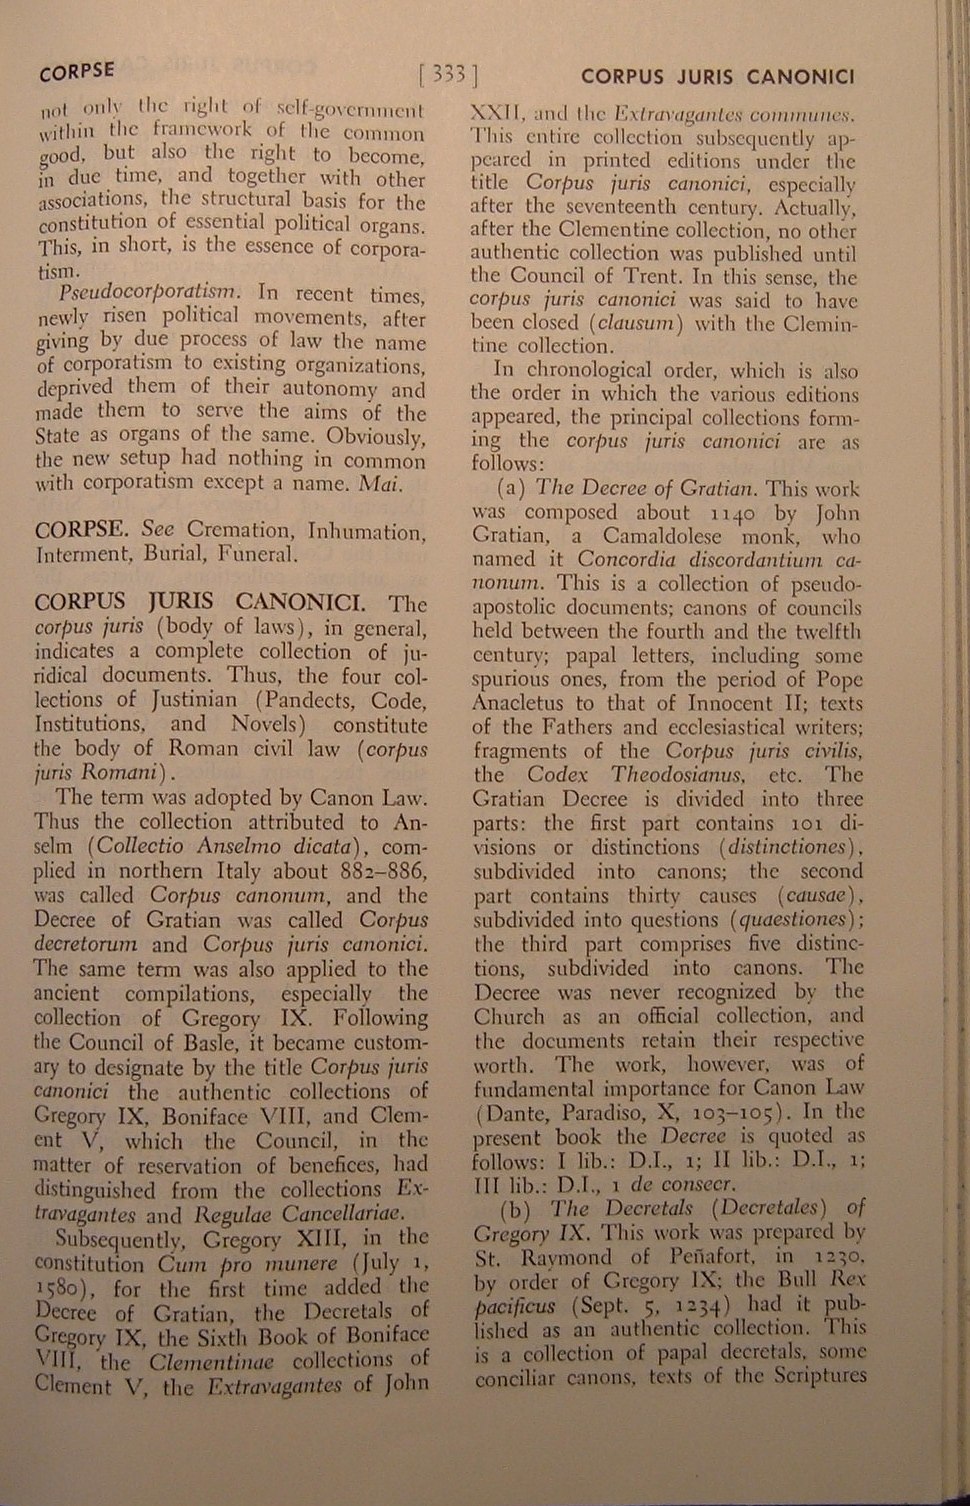 CORPSE
[ 333 ]
CORPUS JURIS CANONICI
not only the right of self-government
within the framework of the common
good, but also the right to become,
in due time, and together with other
associations, the structural basis for the
constitution of essential political organs.
This, in short, is the essence of corpora-
tism.
Pseudocorporatism. In recent times,
newly risen political movements, after
giving by due process of law the name
of corporatism to existing organizations,
deprived them of their autonomy and
made them to serve the aims of the
State as organs of the same. Obviously,
the new setup had nothing in common
with corporatism except a name. Mai.
CORPSE. See Cremation, Inhumation,
Interment, Burial, Funeral.
CORPUS JURIS CANONICI. The
corpus juris (body of laws), in general,
indicates a complete collection of ju-
ridical documents. Thus, the four col-
lections of Justinian (Pandects, Code,
Institutions, and Novels) constitute
the body of Roman civil law (corpus
juris Romani).
The term was adopted by Canon Law.
Thus the collection attributed to An-
selm (Collectio Anselmo dicata), com-
plied in northern Italy about 882–886,
was called Corpus canonum, and the
Decree of Gratian was called Corpus
decretorum and Corpus juris canonici.
The same term was also applied to the
ancient compilations, especially the
collection of Gregory IX. Following
the Council of Basle, it became custom-
ary to designate by the title Corpus juris
canonici the authentic collections of
Gregory IX, Boniface VIII, and Clem-
ent V, which the Council, in the
matter of reservation of benefices, had
distinguished from the collections Ex-
travagantes and Regulae Cancellariae.
Subsequently, Gregory XIII, in the
constitution Cum pro munere (July 1,
1580), for the first time added the
Decree of Gratian, the Decretals of
Gregory IX, the Sixth Book of Boniface
VIII, the Clementinae collections of
Clement V, the Extravagantes of John
XXII, and the Extravagantes communes.
This entire collection subsequently ap-
peared in printed editions under the
title Corpus juris canonici, especially
after the seventeenth century. Actually,
after the Clementine collection, no other
authentic collection was published until
the Council of Trent. In this sense, the
corpus juris canonici was said to have
been closed (clausum) with the Clemin-
tine collection.
In chronological order, which is also
the order in which the various editions
appeared, the principal collections form-
ing the corpus juris canonici are as
follows:
(a) The Decree of Gratian. This work
was composed about 1140 by John
Gratian, a Camaldolese monk, who
named it Concordia discordantium ca-
nonum. This is a collection of pseudo-
apostolic documents; canons of councils
held between the fourth and the twelfth
century; papal letters, including some
spurious ones, from the period of Pope
Anacletus to that of Innocent II; texts
of the Fathers and ecclesiastical writers;
fragments of the Corpus juris civilis,
the Codex Theodosianus, etc. The
Gratian Decree is divided into three
parts: the first part contains 101 di-
visions or distinctions (distinctiones),
subdivided into canons; the second
part contains thirty causes (causae),
subdivided into questions (quaestiones);
the third part comprises five distinc-
tions, subdivided into canons. The
Decree was never recognized by the
Church as an official collection, and
the documents retain their respective
worth. The work, however, was of
fundamental importance for Canon Law
(Dante, Paradiso, X, 103–105). In the
present book the Decree is quoted as
follows: I lib.: D.I., 1; II lib.: D.I., 1;
III lib.: D.I., 1 de consecr.
(b) The Decretals (Decretales) of
Gregory IX. This work was prepared by
St. Raymond of Peñafort, in 1230,
by order of Gregory IX; the Bull Rex
pacificus (Sept. 5, 1234) had it pub-
lished as an authentic collection. This
is a collection of papal decretals, some
conciliar canons, texts of the Scriptures